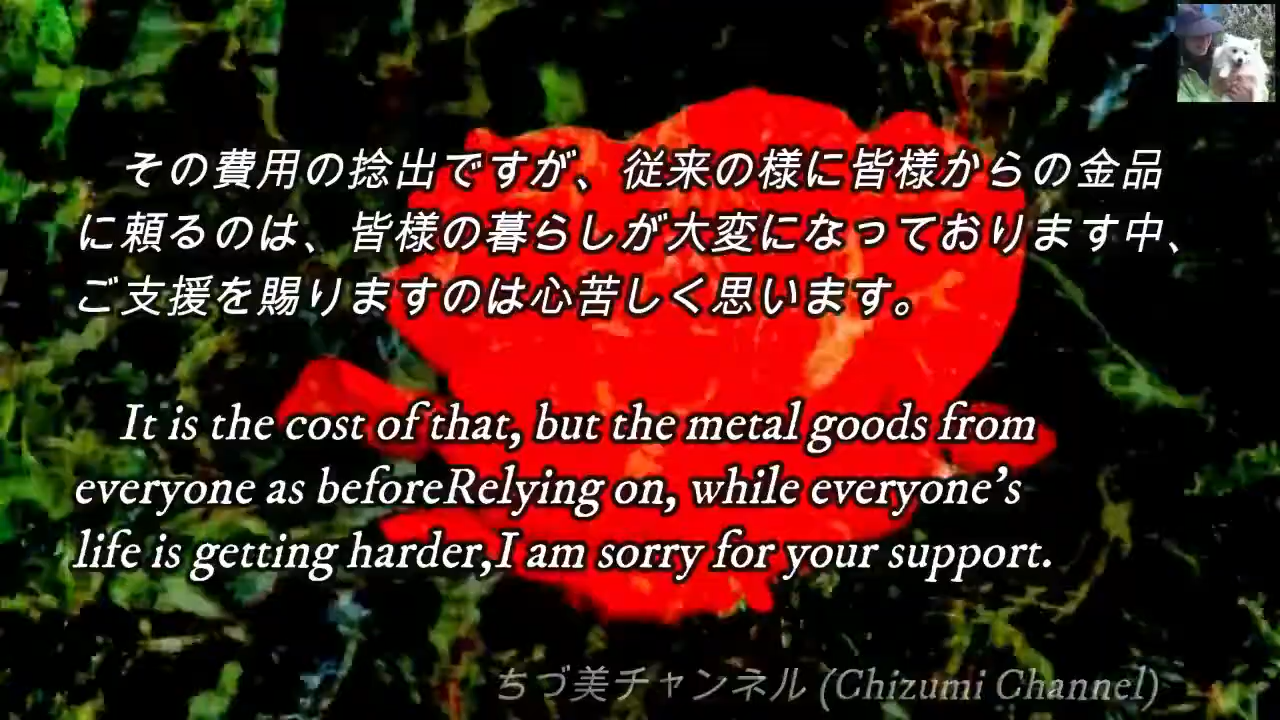 その費用の捻出ですが、従来の様に皆様からの金品
に頼るのは、皆様の暮らしが大変になっております中、
ご支援を賜りますのは心苦しく思います。
It is the cost of that, but the metal goods from
everyone as beforeRelying on, while everyone's
life is getting harder,I am sorry for your support.
ちづ美チャンネル (Chizumi Channel)